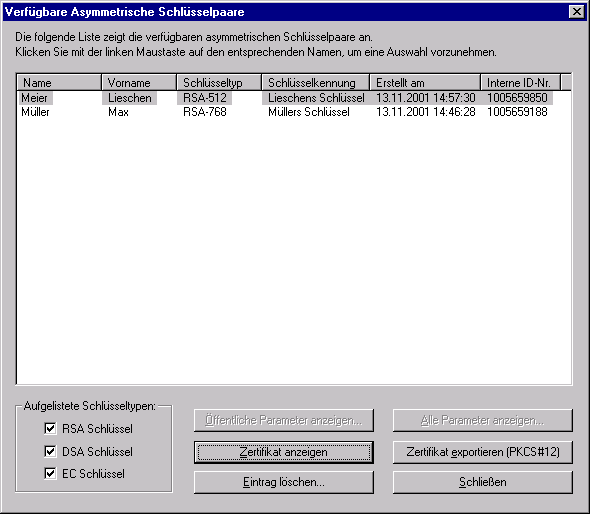 Verfügbare Asymmetrische Schlüsselpaare
Die folgende Liste zeigt die verfügbaren asymmetrischen Schlüsselpaare an.
Klicken Sie mit der linken Maustaste auf den entsprechenden Namen, um eine Auswahl vorzunehmen.
Name Vorname Schlüsseltyp Schlüsselkennung Erstellt am Interne ID-Nr.
Meier Lieschen RSA-512 Lieschens Schlüssel 13.11.2001 14:57:30 1005659850
Müller Max RSA-768 Müllers Schlüssel 13.11.2001 14:46:28 1005659188
Aufgelistete Schlüsseltypen:
RSA Schlüssel
DSA Schlüssel
EC Schlüssel
Öffentliche Parameter anzeigen... Alle Parameter anzeigen...
Zertifikat anzeigen Zertifikat exportieren (PKCS#12)
Eintrag löschen... Schließen